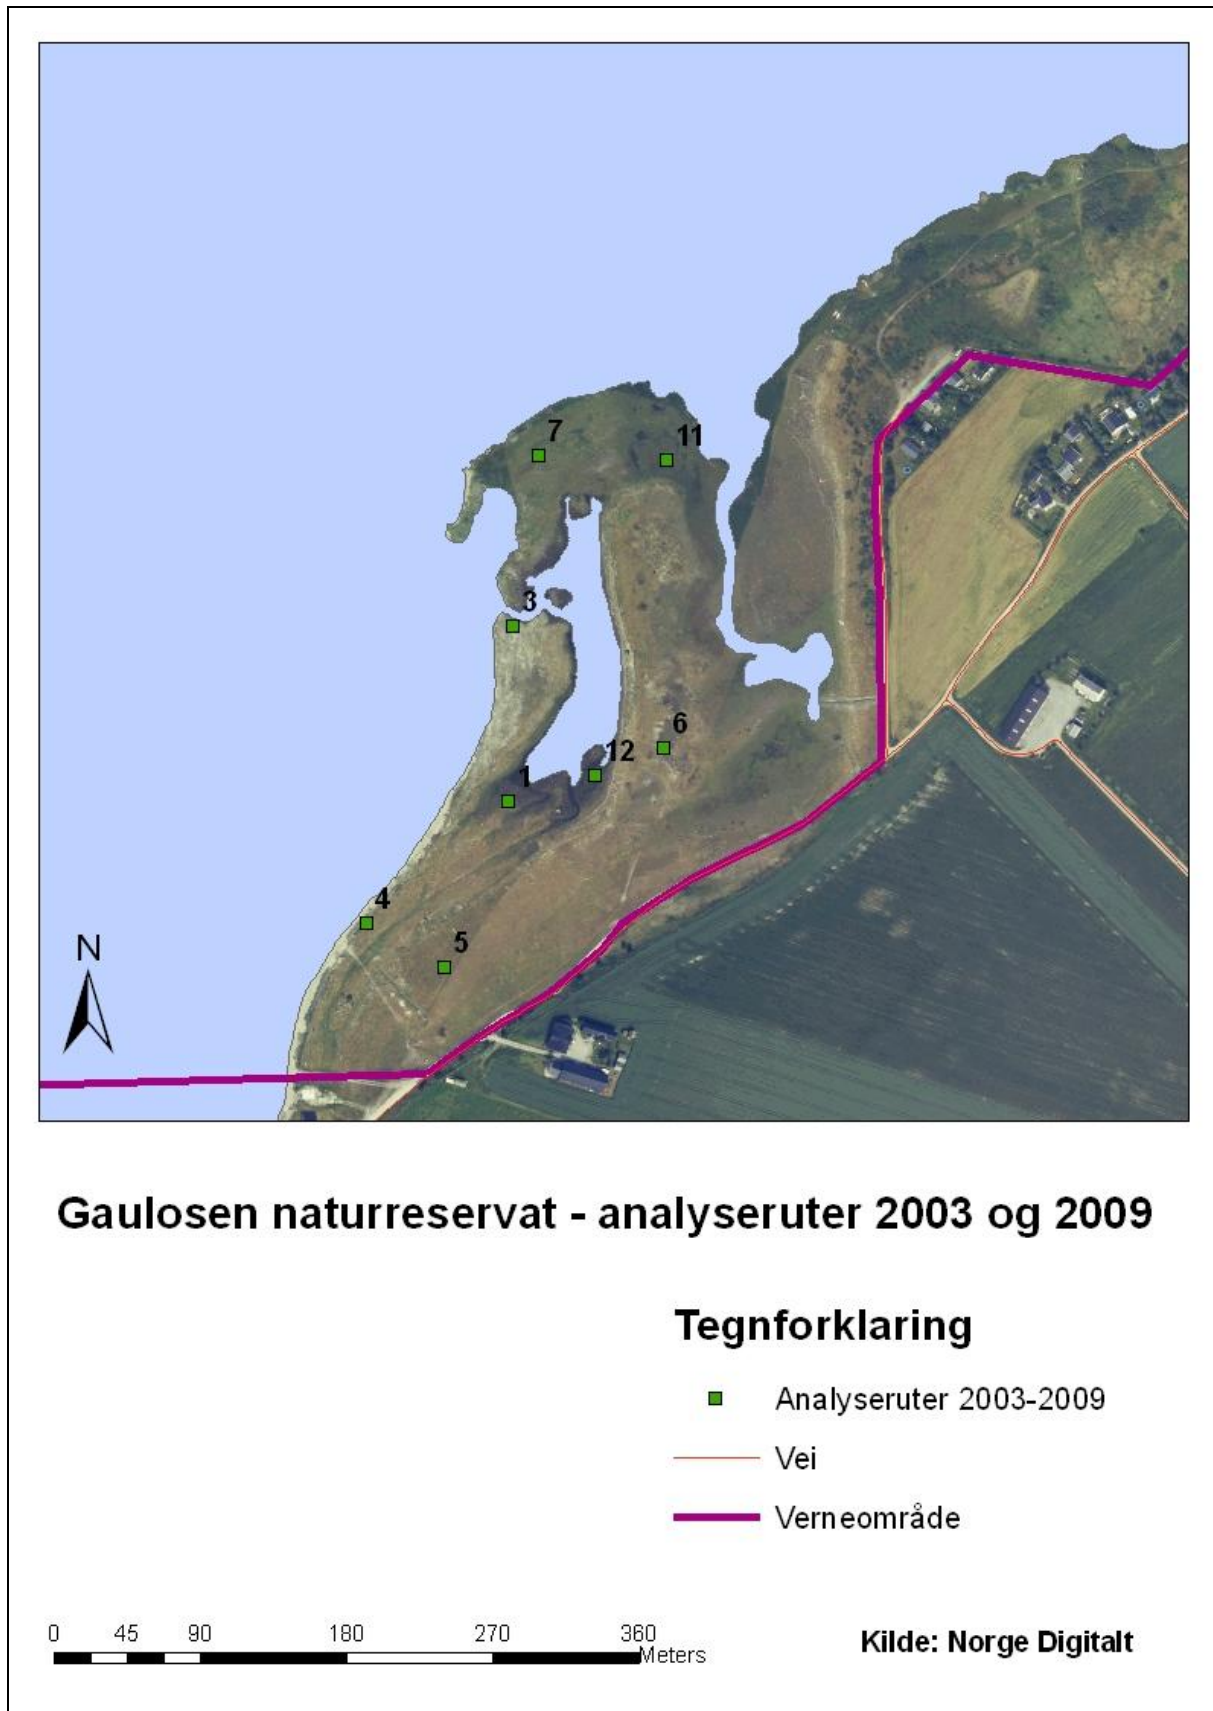 7
11
3
6
12
1
4
5
N
Gaulosen naturreservat - analyseruter 2003 og 2009
Tegnforklaring
Analyseruter 2003-2009
Vei
Verneområde
0 45 90 180 270 360
Meters
Kilde: Norge Digitalt